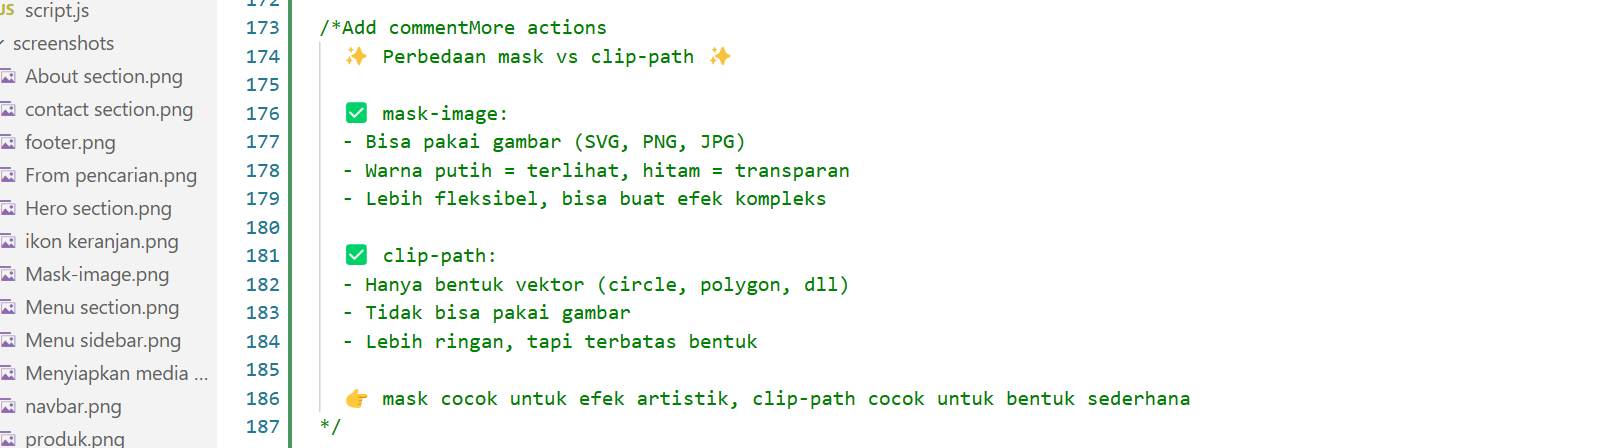 script.js
screenshots
About section.png
contact section.png
footer.png
From pencarian.png
Hero section.png
ikon keranjan.png
Mask-image.png
Menu section.png
Menu sidebar.png
Menyiapkan media ...
navbar.png
produk.png
172
173 /*Add commentMore actions
174 ✨ Perbedaan mask vs clip-path ✨
175
176 ✅ mask-image:
177 - Bisa pakai gambar (SVG, PNG, JPG)
178 - Warna putih = terlihat, hitam = transparan
179 - Lebih fleksibel, bisa buat efek kompleks
180
181 ✅ clip-path:
182 - Hanya bentuk vektor (circle, polygon, dll)
183 - Tidak bisa pakai gambar
184 - Lebih ringan, tapi terbatas bentuk
185
186 👉 mask cocok untuk efek artistik, clip-path cocok untuk bentuk sederhana
187 */